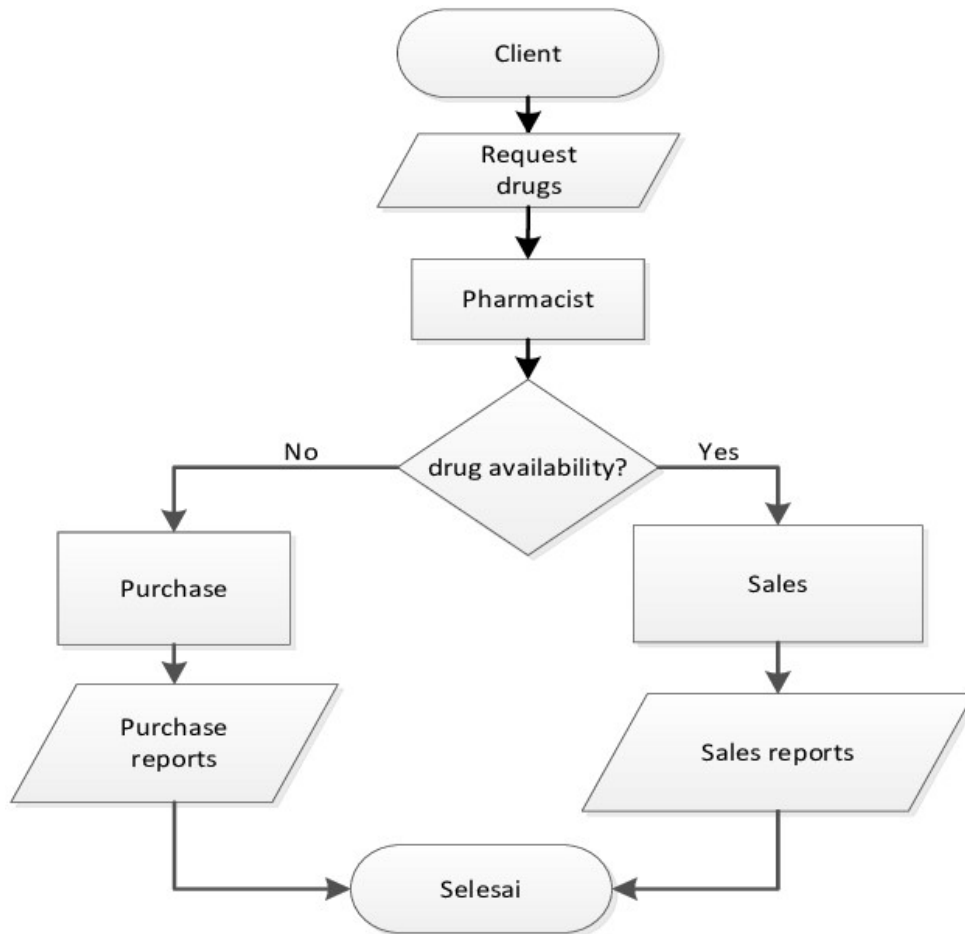 Client
Request
drugs
Pharmacist
drug availability?
No
Yes
Purchase
Sales
Purchase
reports
Sales reports
Selesai